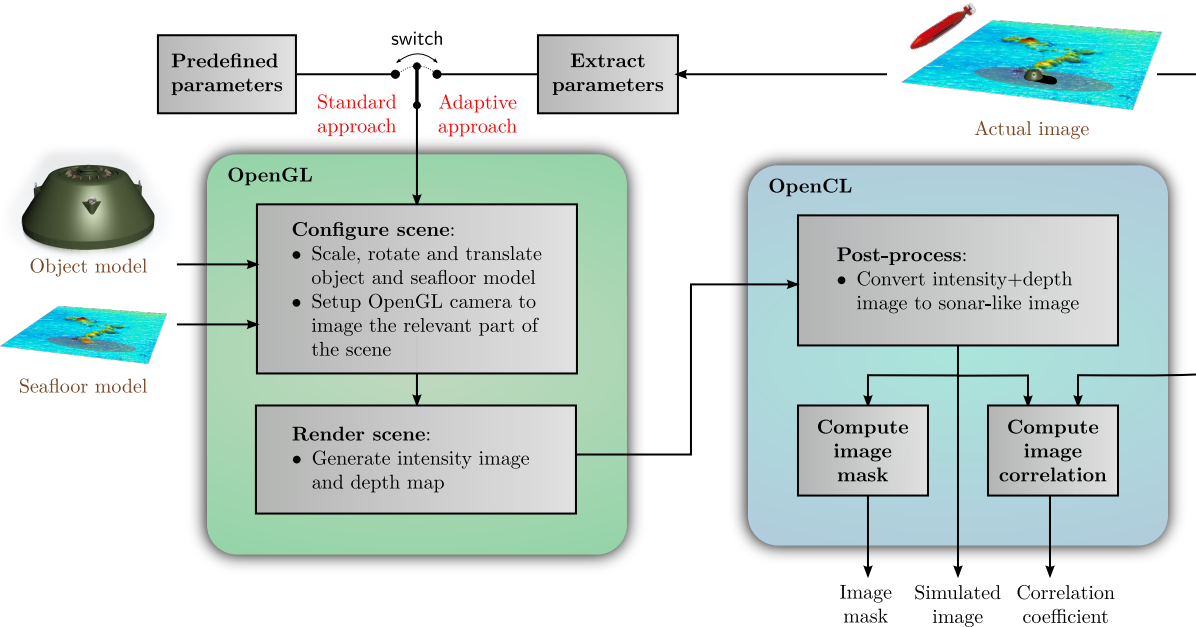 switch
Predefined
parameters
Extract
parameters
Standard
approach
Adaptive
approach
Actual image
OpenGL
OpenCL
Configure scene:
• Scale, rotate and translate
object and seafloor model
• Setup OpenGL camera to
image the relevant part of
the scene
Object model
Seafloor model
Render scene:
• Generate intensity image
and depth map
Post-process:
• Convert intensity+depth
image to sonar-like image
Compute
image
mask
Compute
image
correlation
Image
mask
Simulated
image
Correlation
coefficient